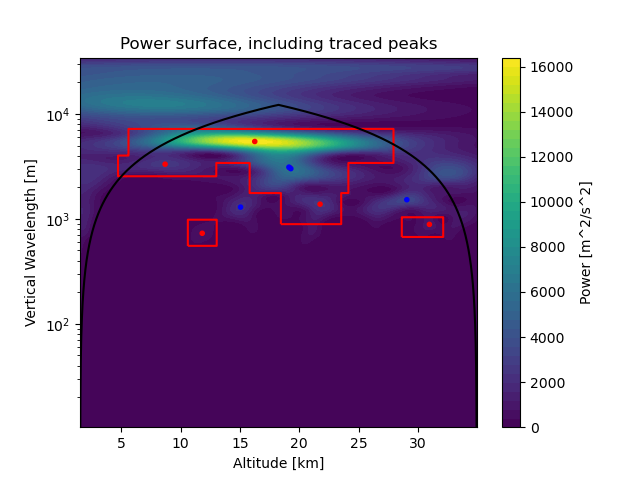 Power surface, including traced peaks
Vertical Wavelength [m]
10^4
10^3
10^2
5 10 15 20 25 30
Altitude [km]
16000
14000
12000
10000
8000
6000
4000
2000
0
Power [m^2/s^2]